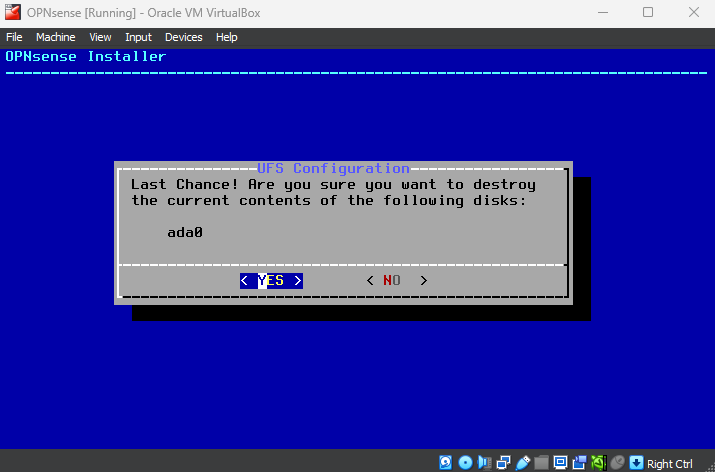 OPNsense [Running] - Oracle VM VirtualBox
File Machine View Input Devices Help
OPNsense Installer
UFS Configuration
Last Chance! Are you sure you want to destroy
the current contents of the following disks:
ada0
< YES > < NO >
Right Ctrl